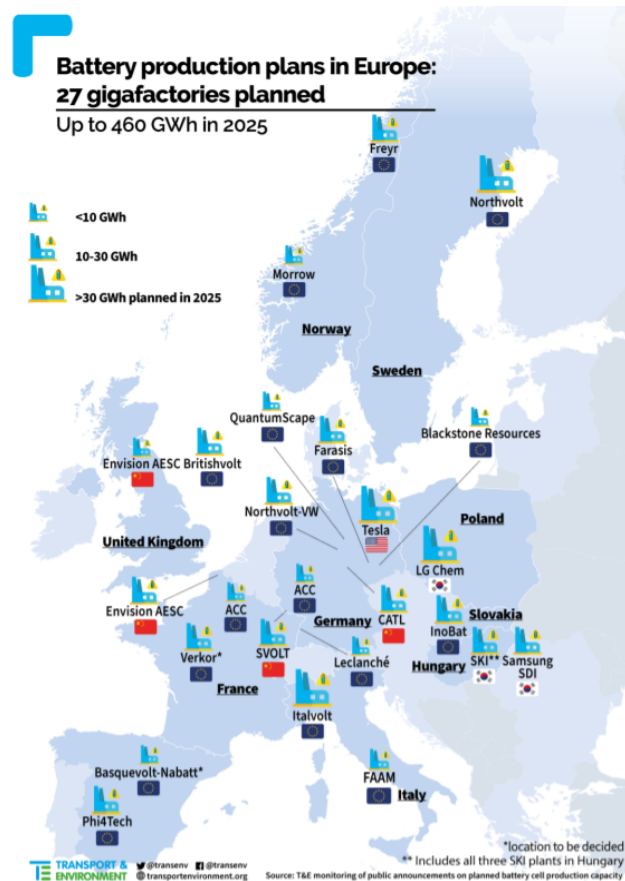 Battery production plans in Europe:
27 gigafactories planned
Up to 460 GWh in 2025
<10 GWh
10-30 GWh
>30 GWh planned in 2025
Freyr
Northvolt
Morrow
Norway
Sweden
QuantumScape
Farasis
Blackstone Resources
Envision AESC
Britishvolt
Northvolt-VW
Tesla
Poland
United Kingdom
LG Chem
Envision AESC
ACC
ACC
Germany
CATL
Slovakia
InoBat
Verkor*
SVOLT
Leclanché
Hungary
SKI**
Samsung
SDI
France
Italvolt
Basquevolt-Nabatt*
FAAM
Italy
Phi4Tech
*location to be decided
** Includes all three SKI plants in Hungary
TRANSPORT &
ENVIRONMENT
@transenv
@transenv
transportenvironment.org
Source: T&E monitoring of public announcements on planned battery cell production capacity